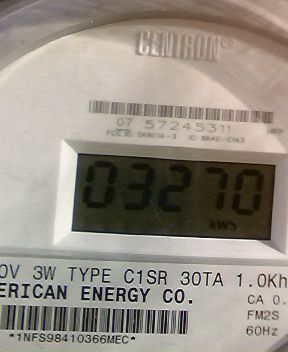 CENTRON®
07 57245311
03270
kWh
0V 3W TYPE C1SR 30TA 1.0Kh
ERICAN ENERGY CO.
CA 0.
FM2S
60Hz
*1NFS98410366MEC*